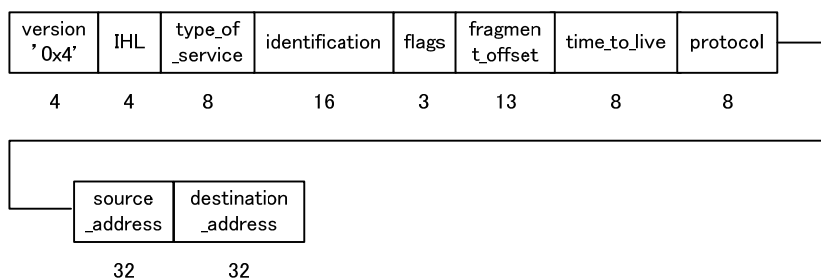 version
'0x4'
IHL
type_of
_service
identification
flags
fragmen
t_offset
time_to_live
protocol
4
4
8
16
3
13
8
8
source
_address
destination
_address
32
32